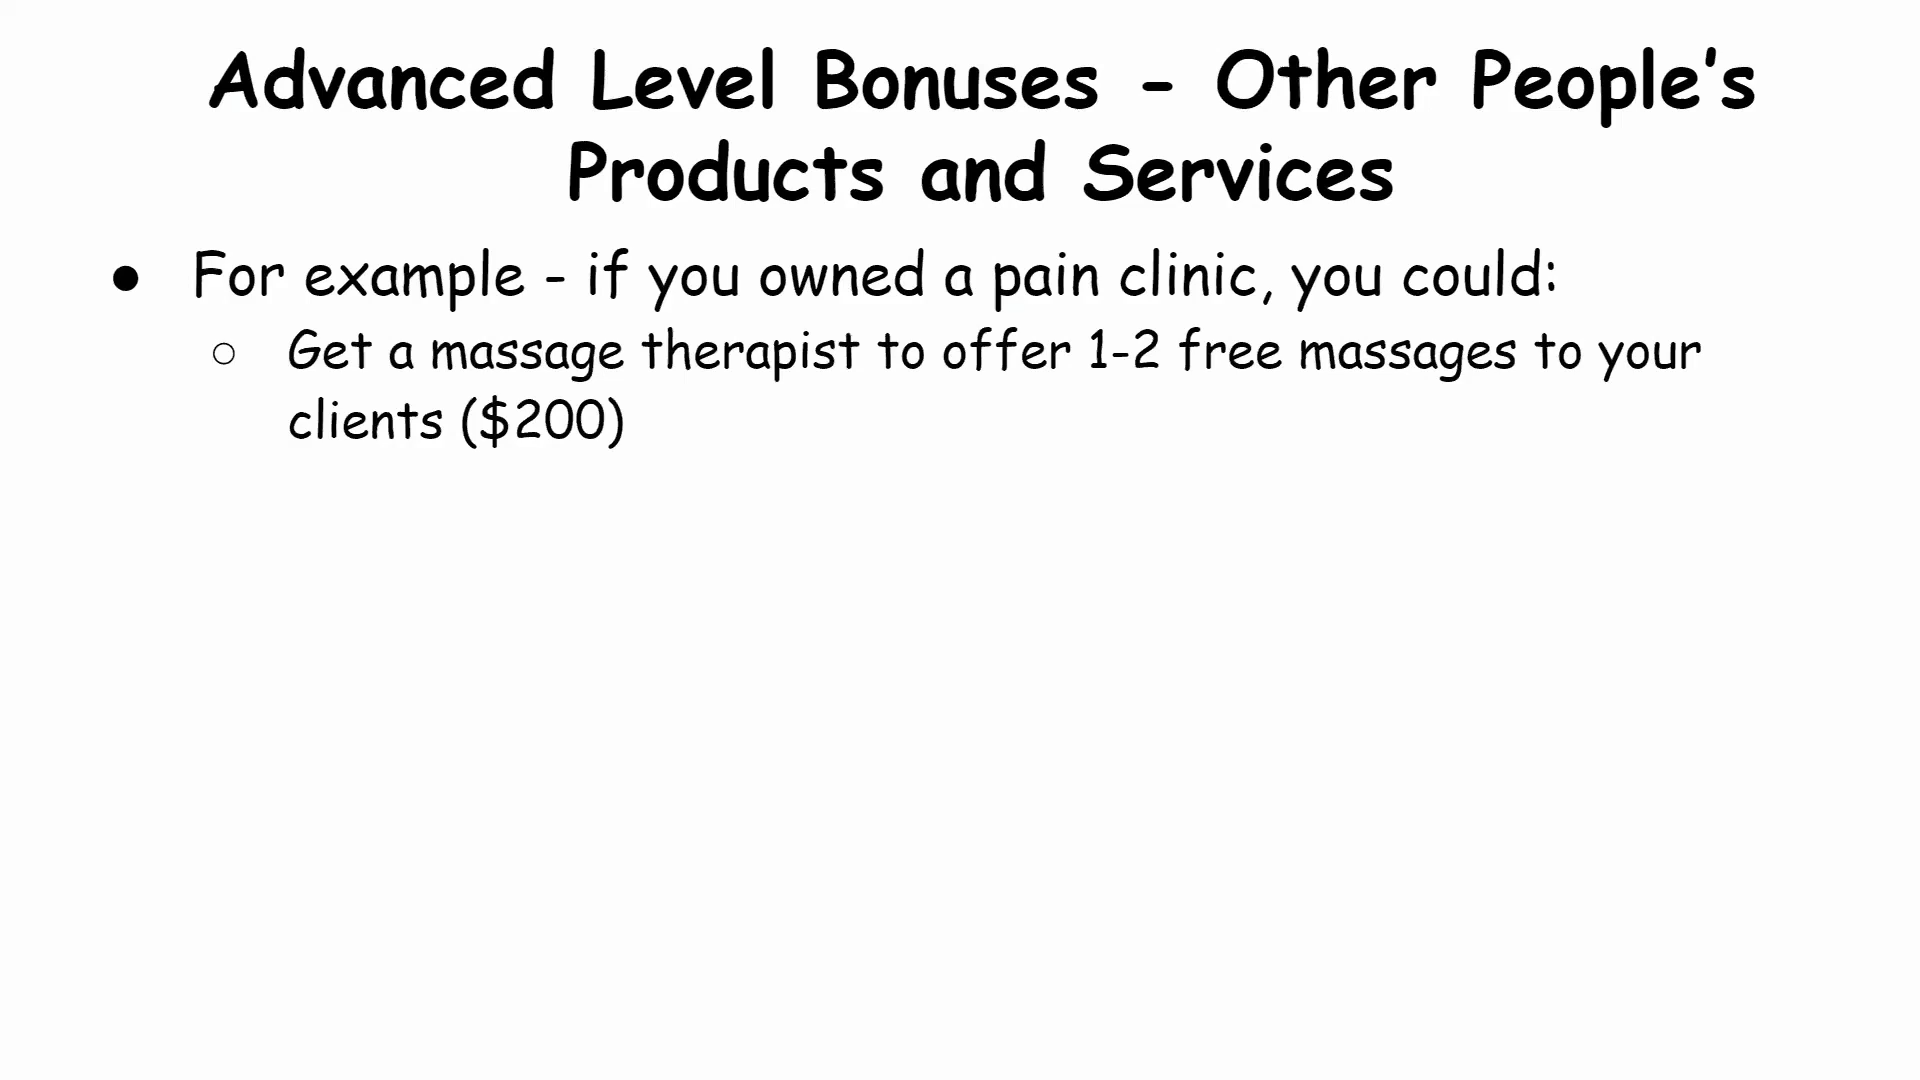 Advanced Level Bonuses - Other People's
Products and Services
● For example - if you owned a pain clinic, you could:
○ Get a massage therapist to offer 1-2 free massages to your
clients ($200)